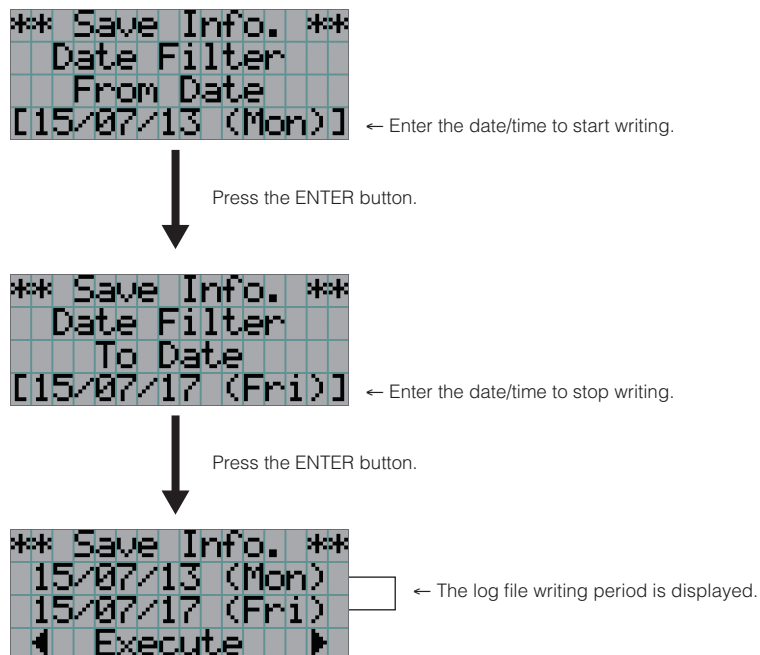 ** Save Info. **
Date Filter
From Date
[15/07/13 (Mon)]
← Enter the date/time to start writing.
Press the ENTER button.
** Save Info. **
Date Filter
To Date
[15/07/17 (Fri)]
← Enter the date/time to stop writing.
Press the ENTER button.
** Save Info. **
15/07/13 (Mon)
15/07/17 (Fri)
← The log file writing period is displayed.
◀ Execute ▶